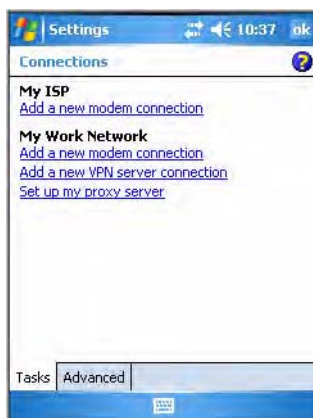 Settings 10:37 ok
Connections
My ISP
Add a new modem connection
My Work Network
Add a new modem connection
Add a new VPN server connection
Set up my proxy server
Tasks Advanced